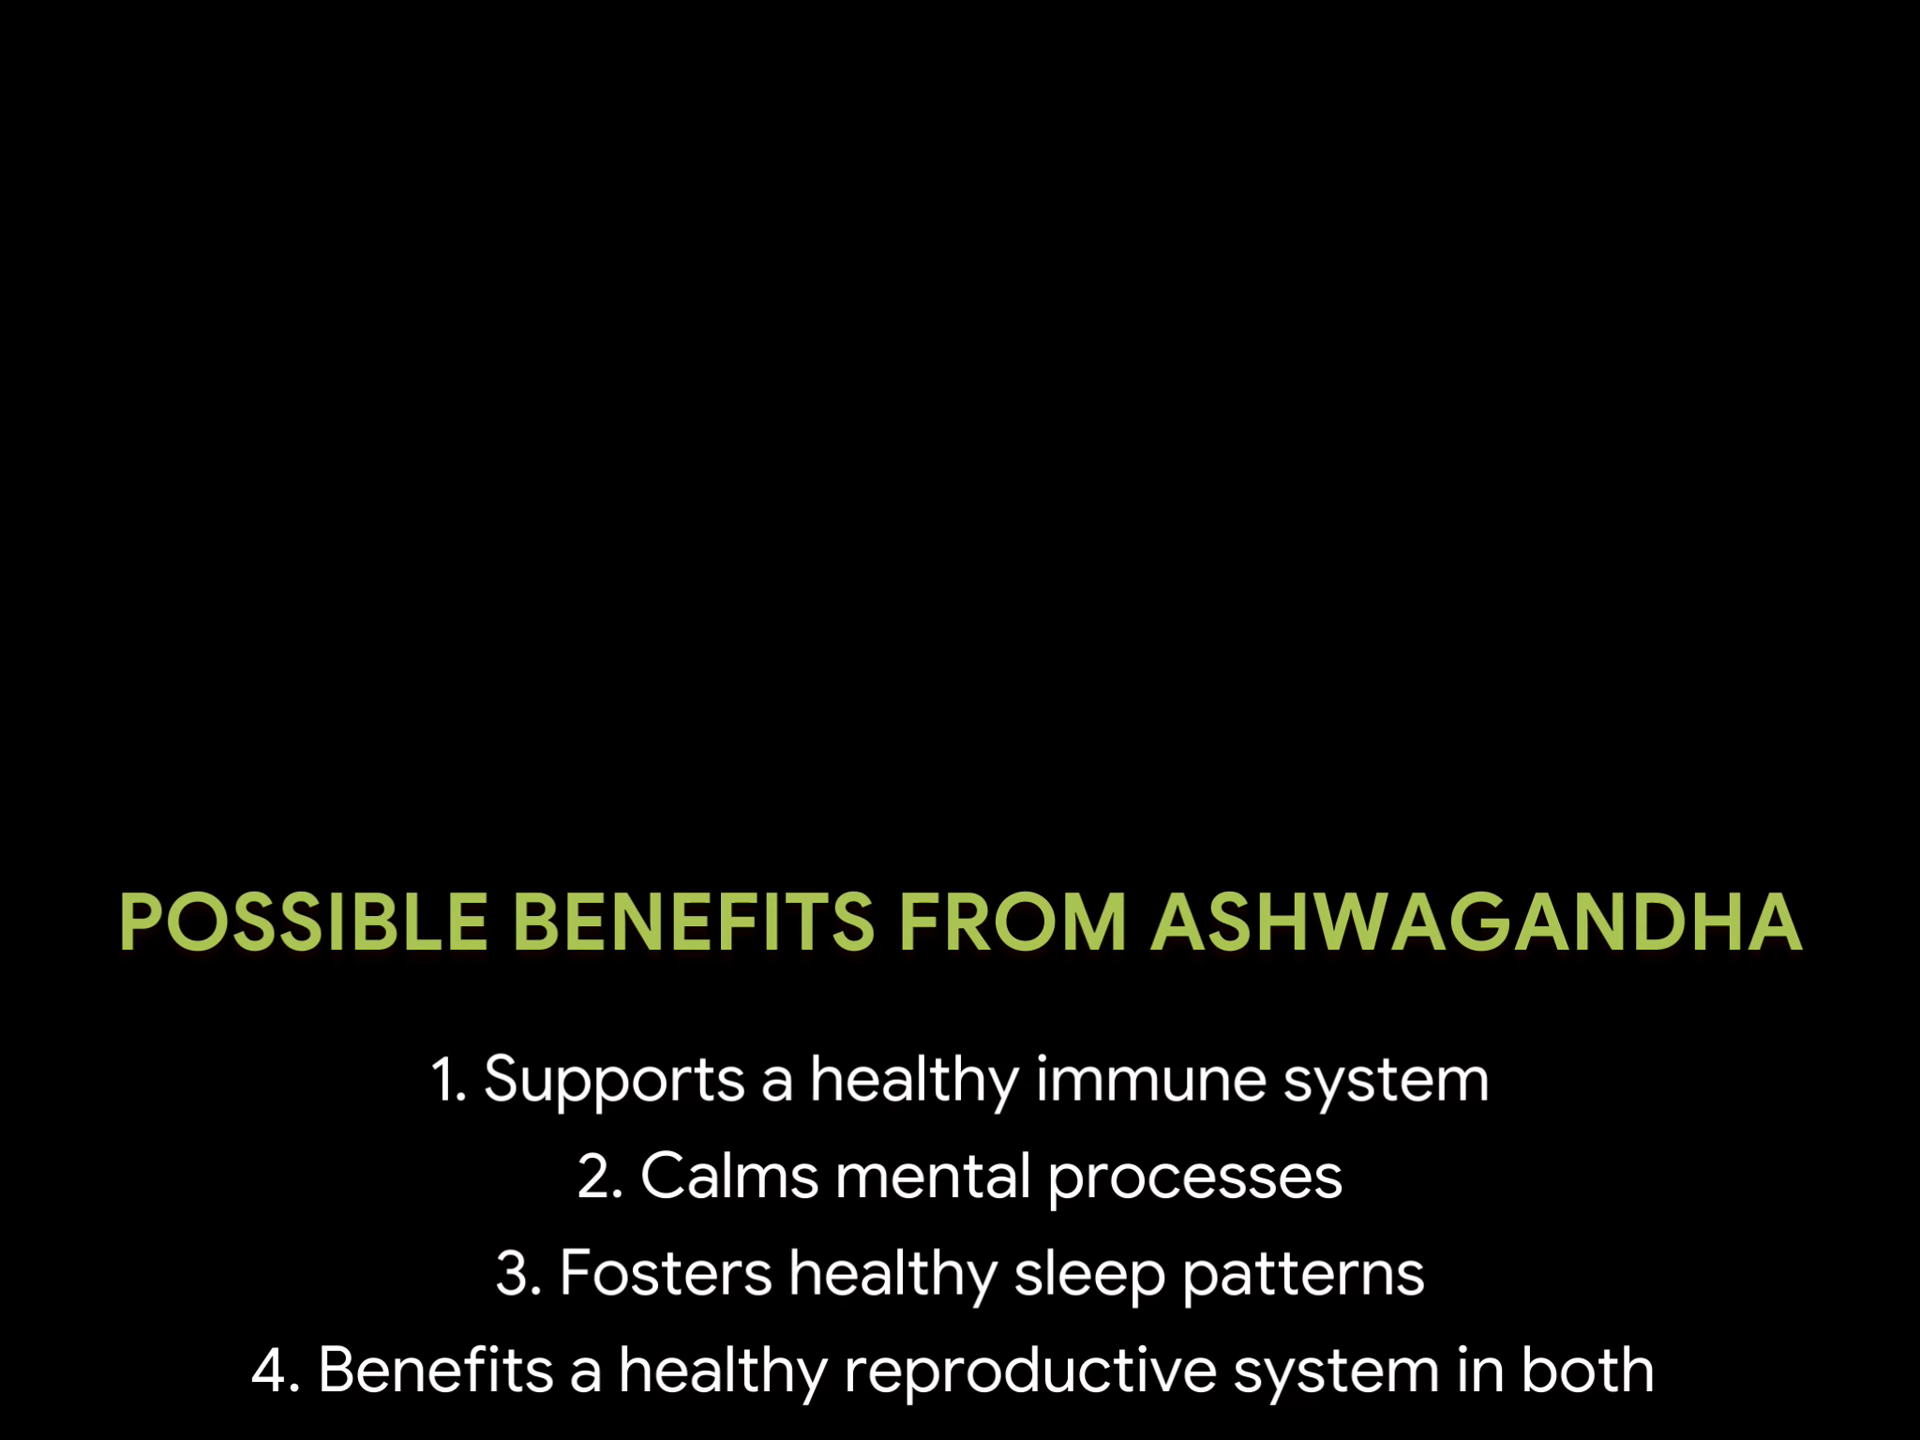 POSSIBLE BENEFITS FROM ASHWAGANDHA
1. Supports a healthy immune system
2. Calms mental processes
3. Fosters healthy sleep patterns
4. Benefits a healthy reproductive system in both